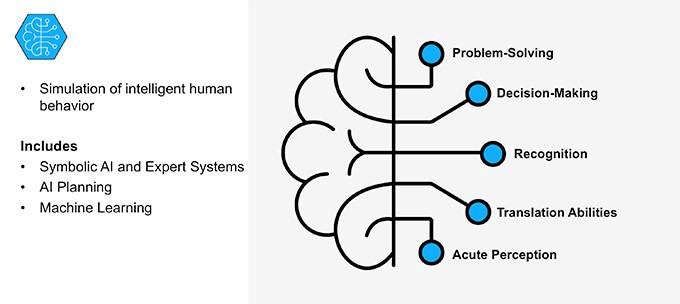 • Simulation of intelligent human
behavior
Includes
• Symbolic AI and Expert Systems
• AI Planning
• Machine Learning
Problem-Solving
Decision-Making
Recognition
Translation Abilities
Acute Perception